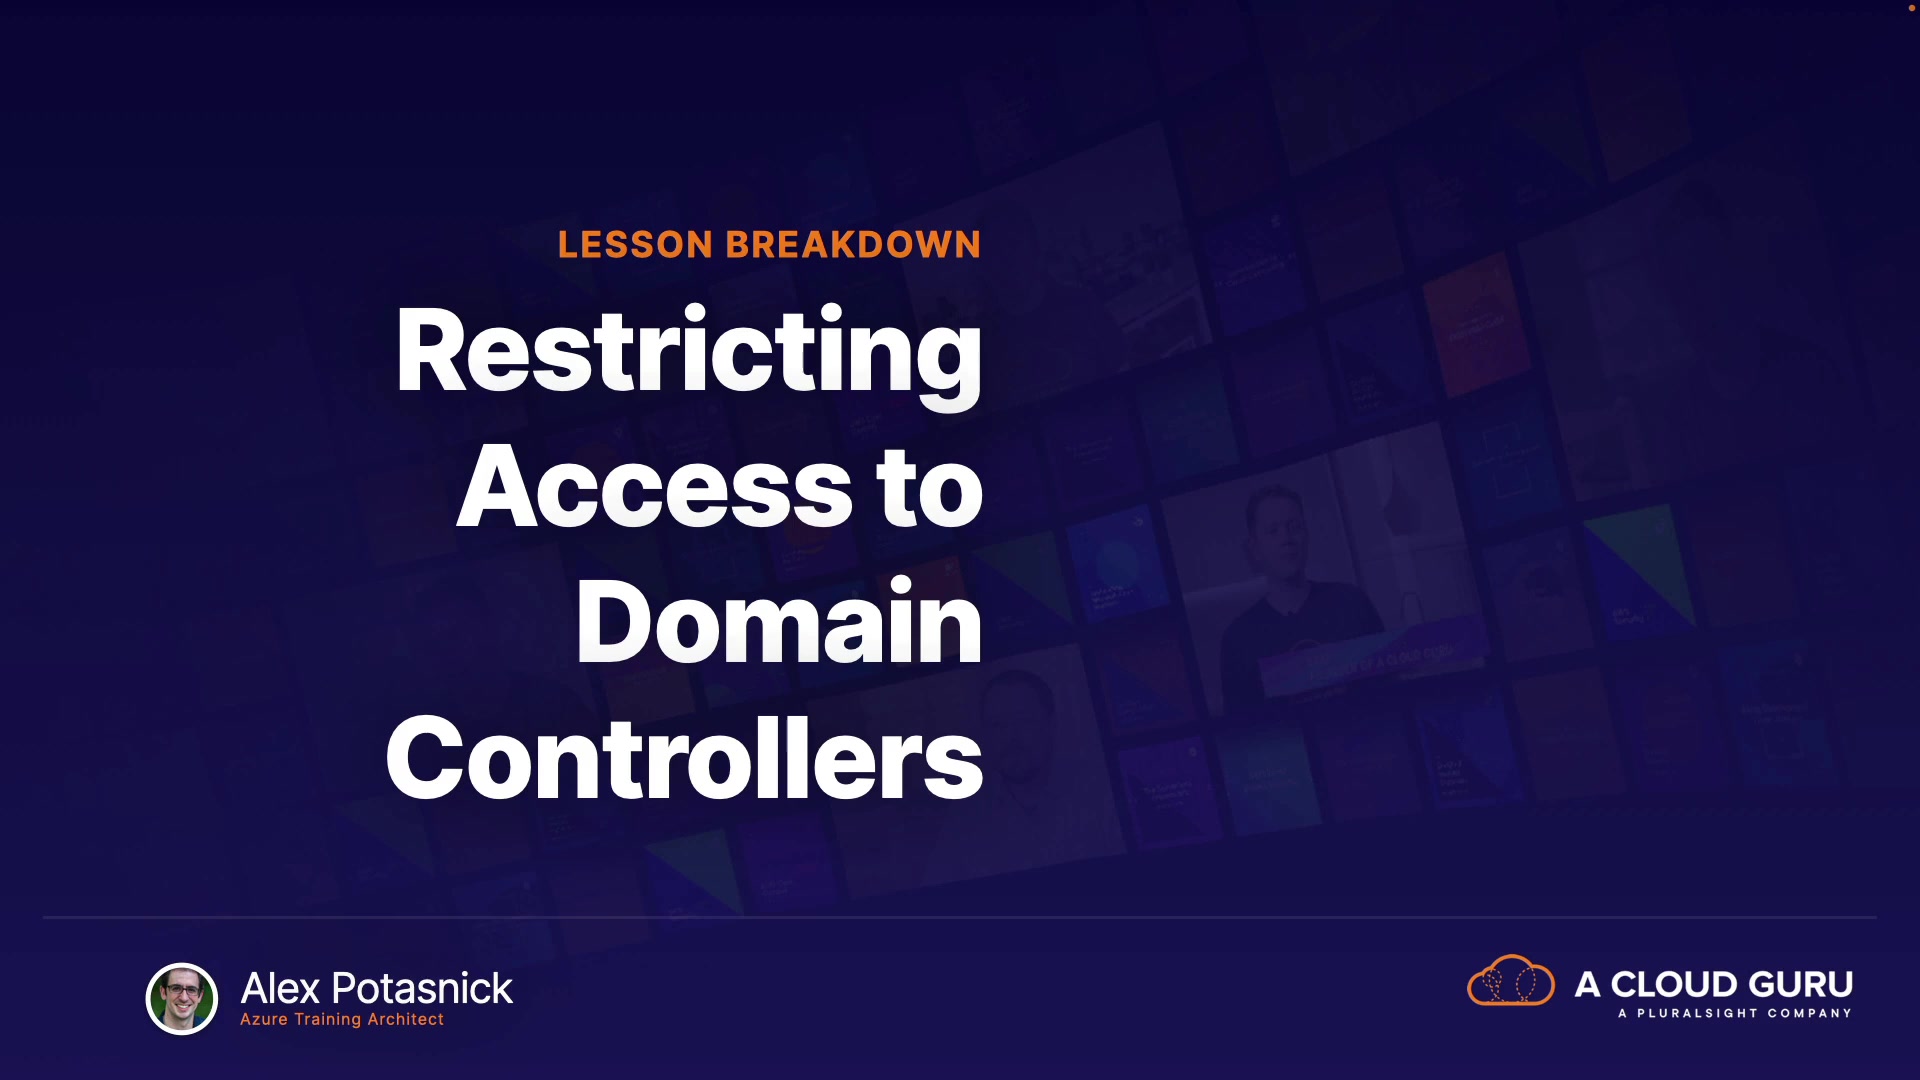 LESSON BREAKDOWN
Restricting
Access to
Domain
Controllers
Alex Potasnick
Azure Training Architect
A CLOUD GURU
A PLURALSIGHT COMPANY